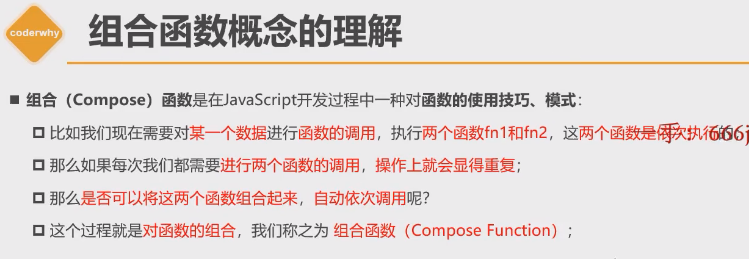 coderwhy
组合函数概念的理解
组合（Compose）函数是在JavaScript开发过程中一种对函数的使用技巧、模式：
比如我们现在需要对某一个数据进行函数的调用，执行两个函数fn1和fn2，这两个函数是依次执行
那么如果每次我们都需要进行两个函数的调用，操作上就会显得重复；
那么是否可以将这两个函数组合起来，自动依次调用呢？
这个过程就是对函数的组合，我们称之为 组合函数（Compose Function）；